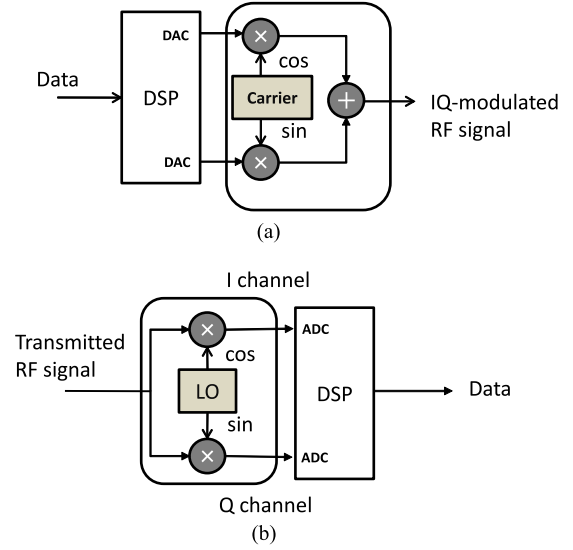 DAC
cos
Data
DSP
Carrier
+
IQ-modulated
RF signal
sin
DAC
×
×
(a)
I channel
Transmitted
RF signal
×
ADC
cos
LO
DSP
Data
sin
×
ADC
Q channel
(b)